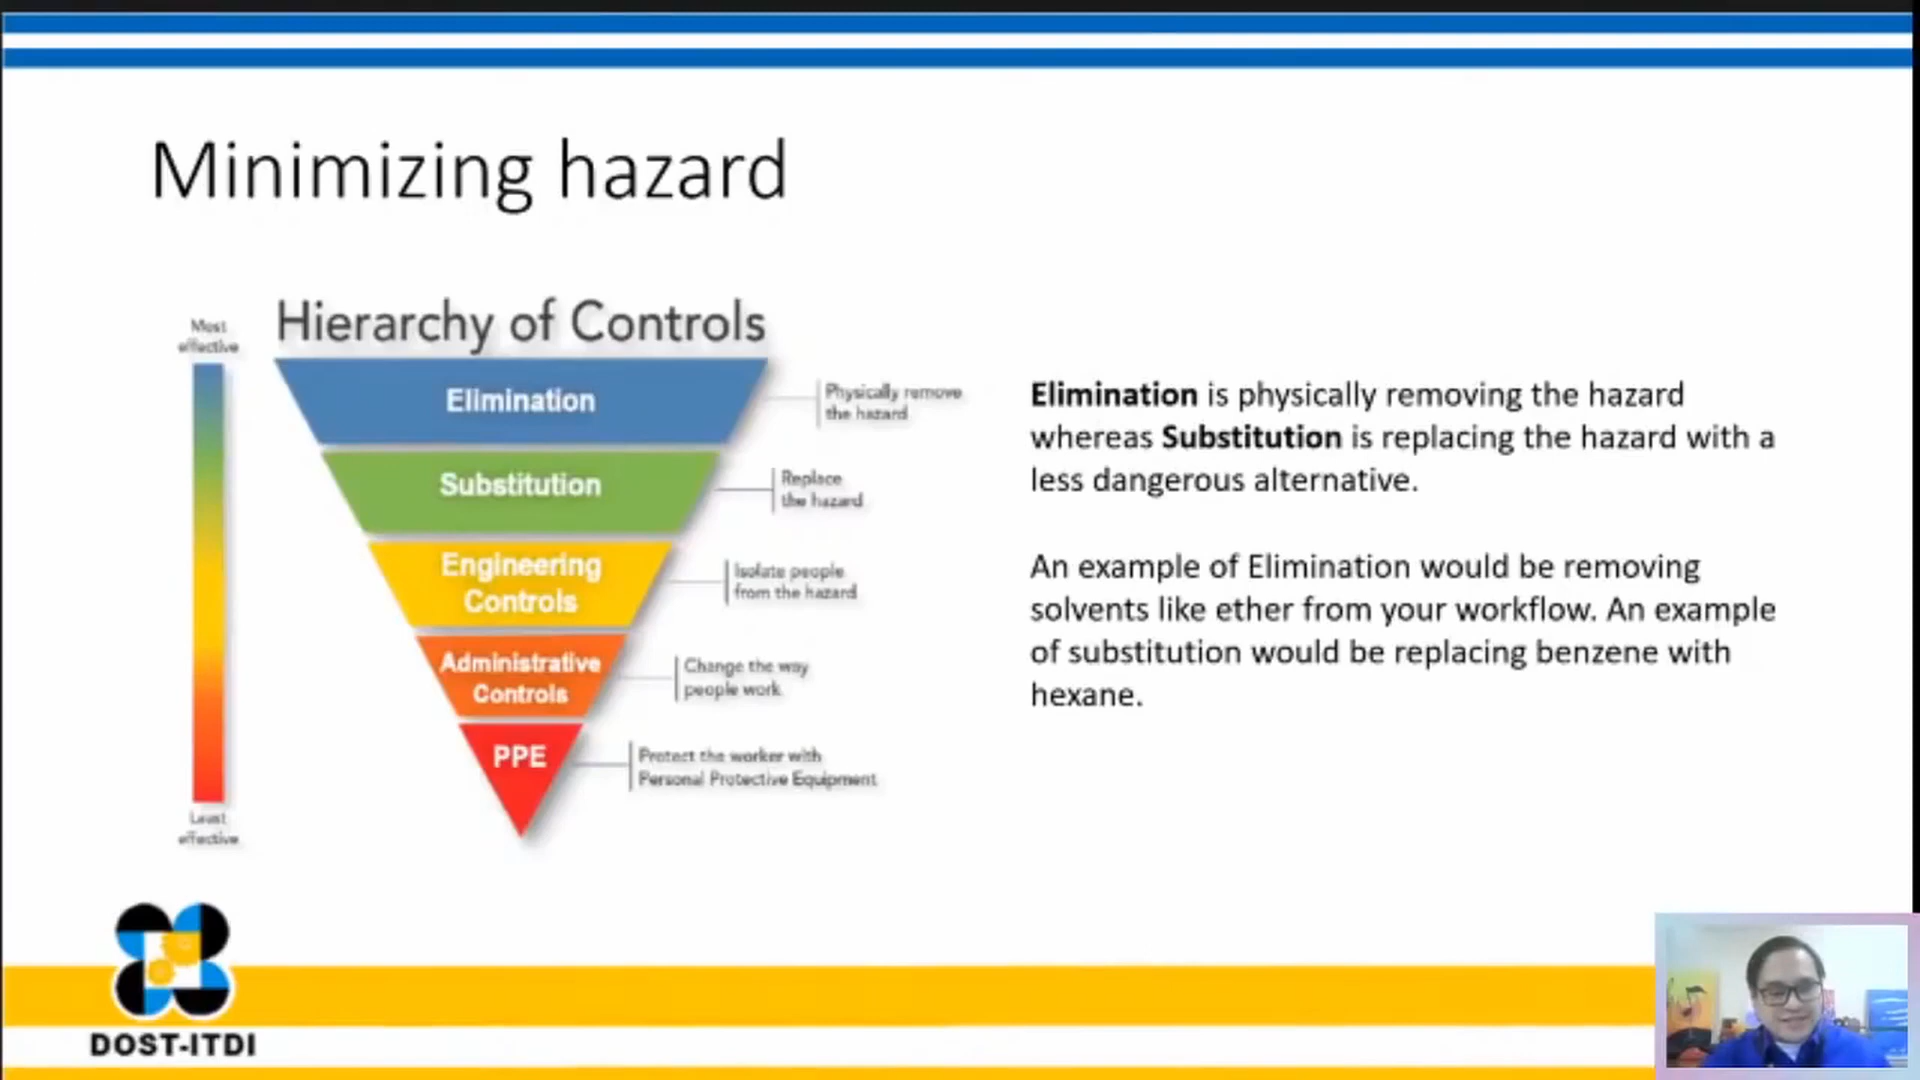 Minimizing hazard
Hierarchy of Controls
Most
effective
Elimination
Physically remove
the hazard
Substitution
Replace
the hazard
Engineering
Controls
Isolate people
from the hazard
Administrative
Controls
Change the way
people work
PPE
Protect the worker with
Personal Protective Equipment
Least
effective
Elimination is physically removing the hazard
whereas Substitution is replacing the hazard with a
less dangerous alternative.
An example of Elimination would be removing
solvents like ether from your workflow. An example
of substitution would be replacing benzene with
hexane.
DOST-ITDI